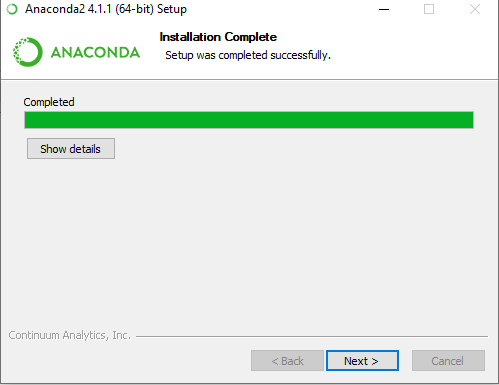 Anaconda2 4.1.1 (64-bit) Setup
ANACONDA
Installation Complete
Setup was completed successfully.
Completed
Show details
Continuum Analytics, Inc.
< Back
Next >
Cancel